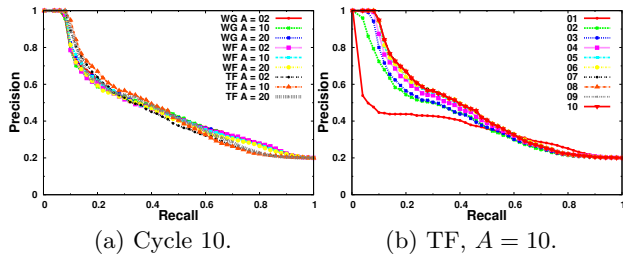 Precision
1
0.8
0.6
0.4
0.2
0
0 0.2 0.4 0.6 0.8 1
Recall
WG A = 02
WG A = 10
WG A = 20
WF A = 02
WF A = 10
WF A = 20
TF A = 02
TF A = 10
TF A = 20
(a) Cycle 10.
Precision
1
0.8
0.6
0.4
0.2
0
0 0.2 0.4 0.6 0.8 1
Recall
01
02
03
04
05
06
07
08
09
10
(b) TF, A = 10.